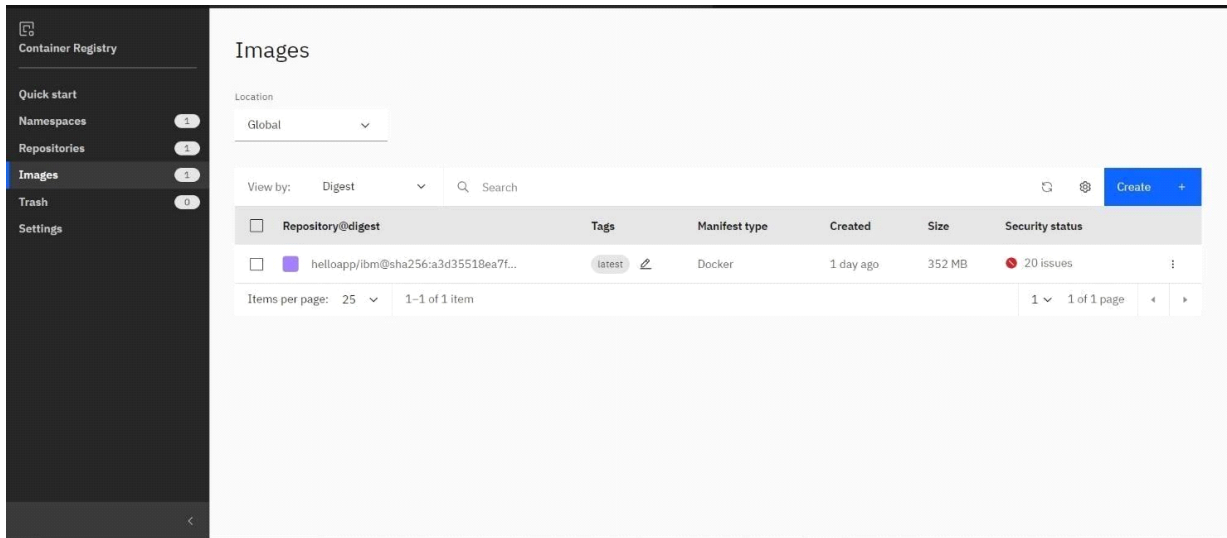 Container Registry
Quick start
Namespaces 1
Repositories 1
Images 1
Trash 0
Settings
Images
Location
Global
View by: Digest Search Create +
Repository@digest Tags Manifest type Created Size Security status
helloapp/ibm@sha256:a3d35518ea7f... latest Docker 1 day ago 352 MB 20 issues
Items per page: 25 1–1 of 1 item 1 1 of 1 page